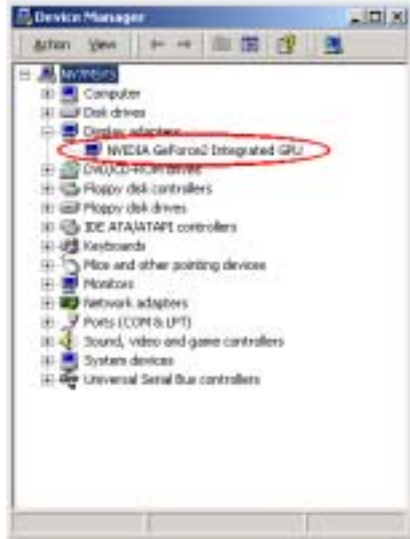 Device Manager
Action View
Computer
Disk drives
Display adapters
NVIDIA GeForce2 Integrated GPU
DVD/CD-ROM drives
Floppy disk controllers
Floppy disk drives
IDE ATA/ATAPI controllers
Keyboards
Mice and other pointing devices
Monitors
Network adapters
Ports (COM & LPT)
Sound, video and game controllers
System devices
Universal Serial Bus controllers